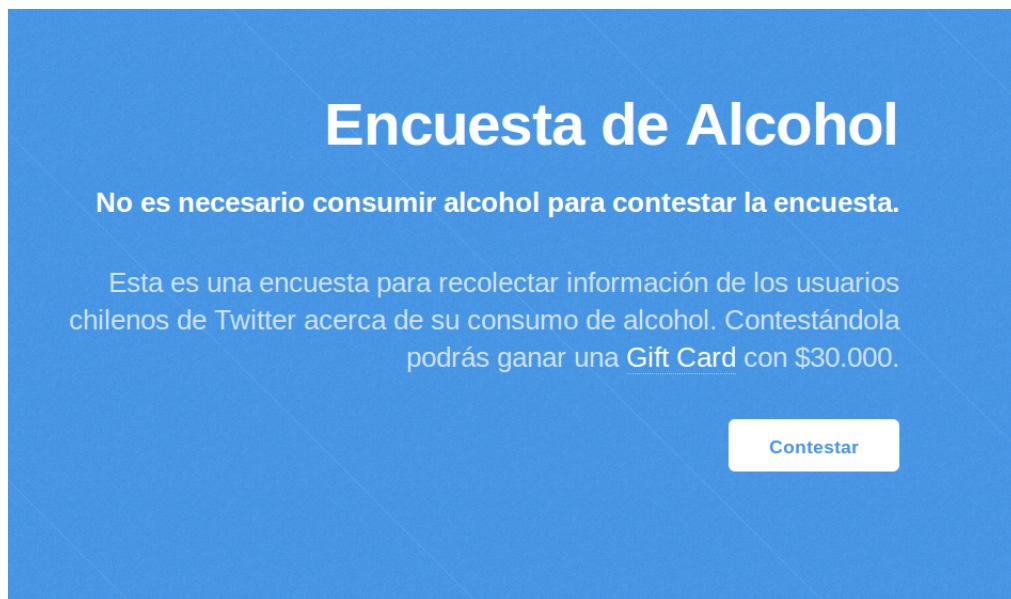 Encuesta de Alcohol
No es necesario consumir alcohol para contestar la encuesta.
Esta es una encuesta para recolectar información de los usuarios
chilenos de Twitter acerca de su consumo de alcohol. Contestándola
podrás ganar una Gift Card con $30.000.
Contestar